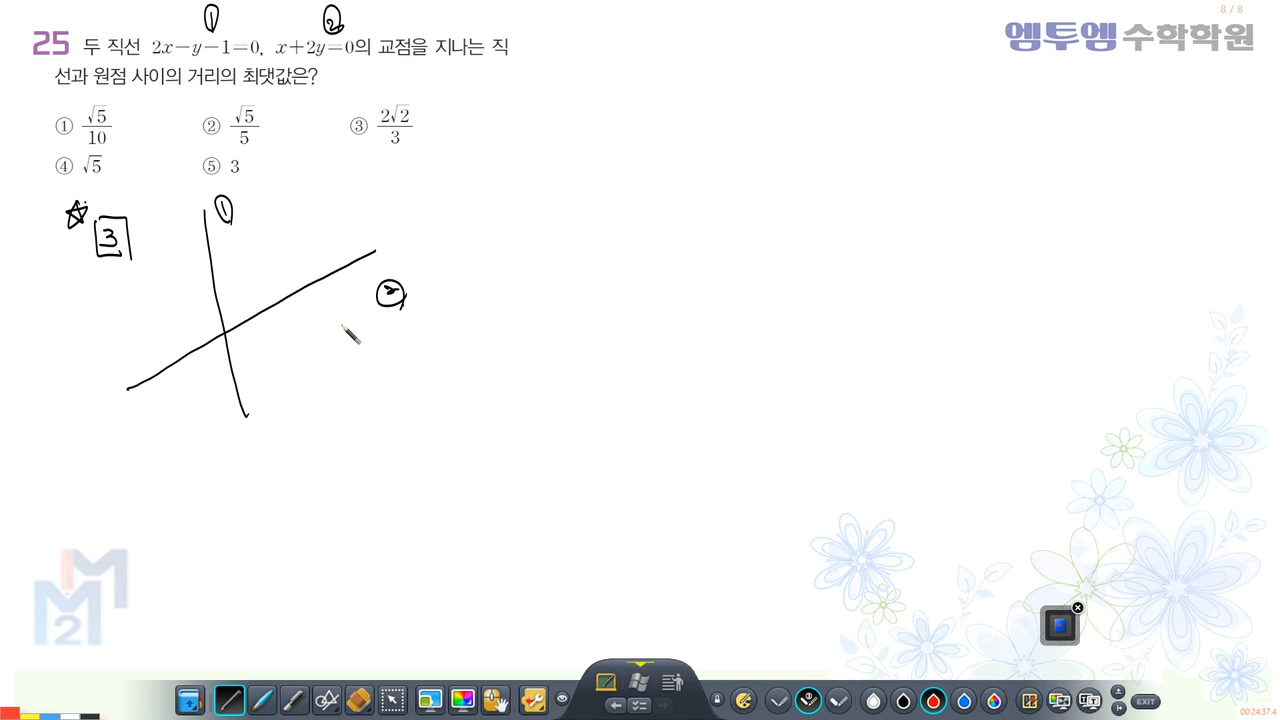 8 / 8
엠투엠 수학학원
① ②
25 두 직선 2x−y−1=0, x+2y=0의 교점을 지나는 직
선과 원점 사이의 거리의 최댓값은?
① √5/10 ② √5/5 ③ 2√2/3
④ √5 ⑤ 3
☆ 3 ①
②
M
M2
EXIT
00:24:37.4